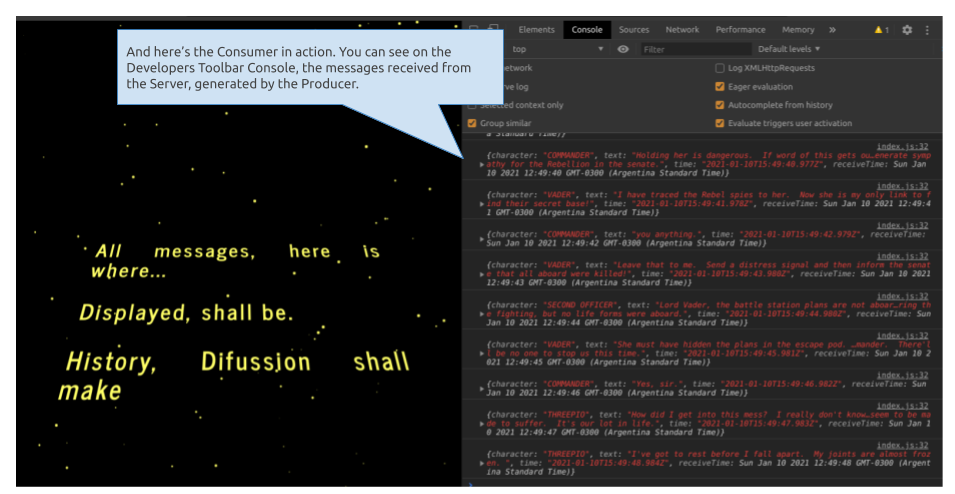 And here's the Consumer in action. You can see on the
Developers Toolbar Console, the messages received from
the Server, generated by the Producer.
All messages, here is
where...
Displayed, shall be.
History, Difussion shall
make
Elements Console Sources Network Performance Memory » 1
top Filter Default levels ▼
Log XMLHttpRequests
Eager evaluation
Selected context only Autocomplete from history
Group similar Evaluate triggers user activation
a Standard Time)}
index.js:32
{character: "COMMANDER", text: "Holding her is dangerous.  If word of this gets ou…enerate symp
athy for the Rebellion in the senate.", time: "2021-01-10T15:49:40.977Z", receiveTime: Sun Jan
10 2021 12:49:40 GMT-0300 (Argentina Standard Time)}
index.js:32
{character: "VADER", text: "I have traced the Rebel spies to her.  Now she is my only link to f
ind their secret base!", time: "2021-01-10T15:49:41.978Z", receiveTime: Sun Jan 10 2021 12:49:4
1 GMT-0300 (Argentina Standard Time)}
index.js:32
{character: "COMMANDER", text: "you anything.", time: "2021-01-10T15:49:42.979Z", receiveTime:
Sun Jan 10 2021 12:49:42 GMT-0300 (Argentina Standard Time)}
index.js:32
{character: "VADER", text: "Leave that to me.  Send a distress signal and then inform the senat
e that all aboard were killed!", time: "2021-01-10T15:49:43.980Z", receiveTime: Sun Jan 10 2021
12:49:43 GMT-0300 (Argentina Standard Time)}
index.js:32
{character: "SECOND OFFICER", text: "Lord Vader, the battle station plans are not aboar…ring th
e fighting, but no life forms were aboard.", time: "2021-01-10T15:49:44.980Z", receiveTime: Sun
Jan 10 2021 12:49:44 GMT-0300 (Argentina Standard Time)}
index.js:32
{character: "VADER", text: "She must have hidden the plans in the escape pod. …mander.  There'l
l be no one to stop us this time.", time: "2021-01-10T15:49:45.981Z", receiveTime: Sun Jan 10 2
021 12:49:45 GMT-0300 (Argentina Standard Time)}
index.js:32
{character: "COMMANDER", text: "Yes, sir.", time: "2021-01-10T15:49:46.982Z", receiveTime: Sun
Jan 10 2021 12:49:46 GMT-0300 (Argentina Standard Time)}
index.js:32
{character: "THREEPIO", text: "How did I get into this mess?  I really don't know…seem to be ma
de to suffer.  It's our lot in life.", time: "2021-01-10T15:49:47.983Z", receiveTime: Sun Jan 1
0 2021 12:49:47 GMT-0300 (Argentina Standard Time)}
index.js:32
{character: "THREEPIO", text: "I've got to rest before I fall apart.  My joints are almost froz
en. ", time: "2021-01-10T15:49:48.984Z", receiveTime: Sun Jan 10 2021 12:49:48 GMT-0300 (Argent
ina Standard Time)}